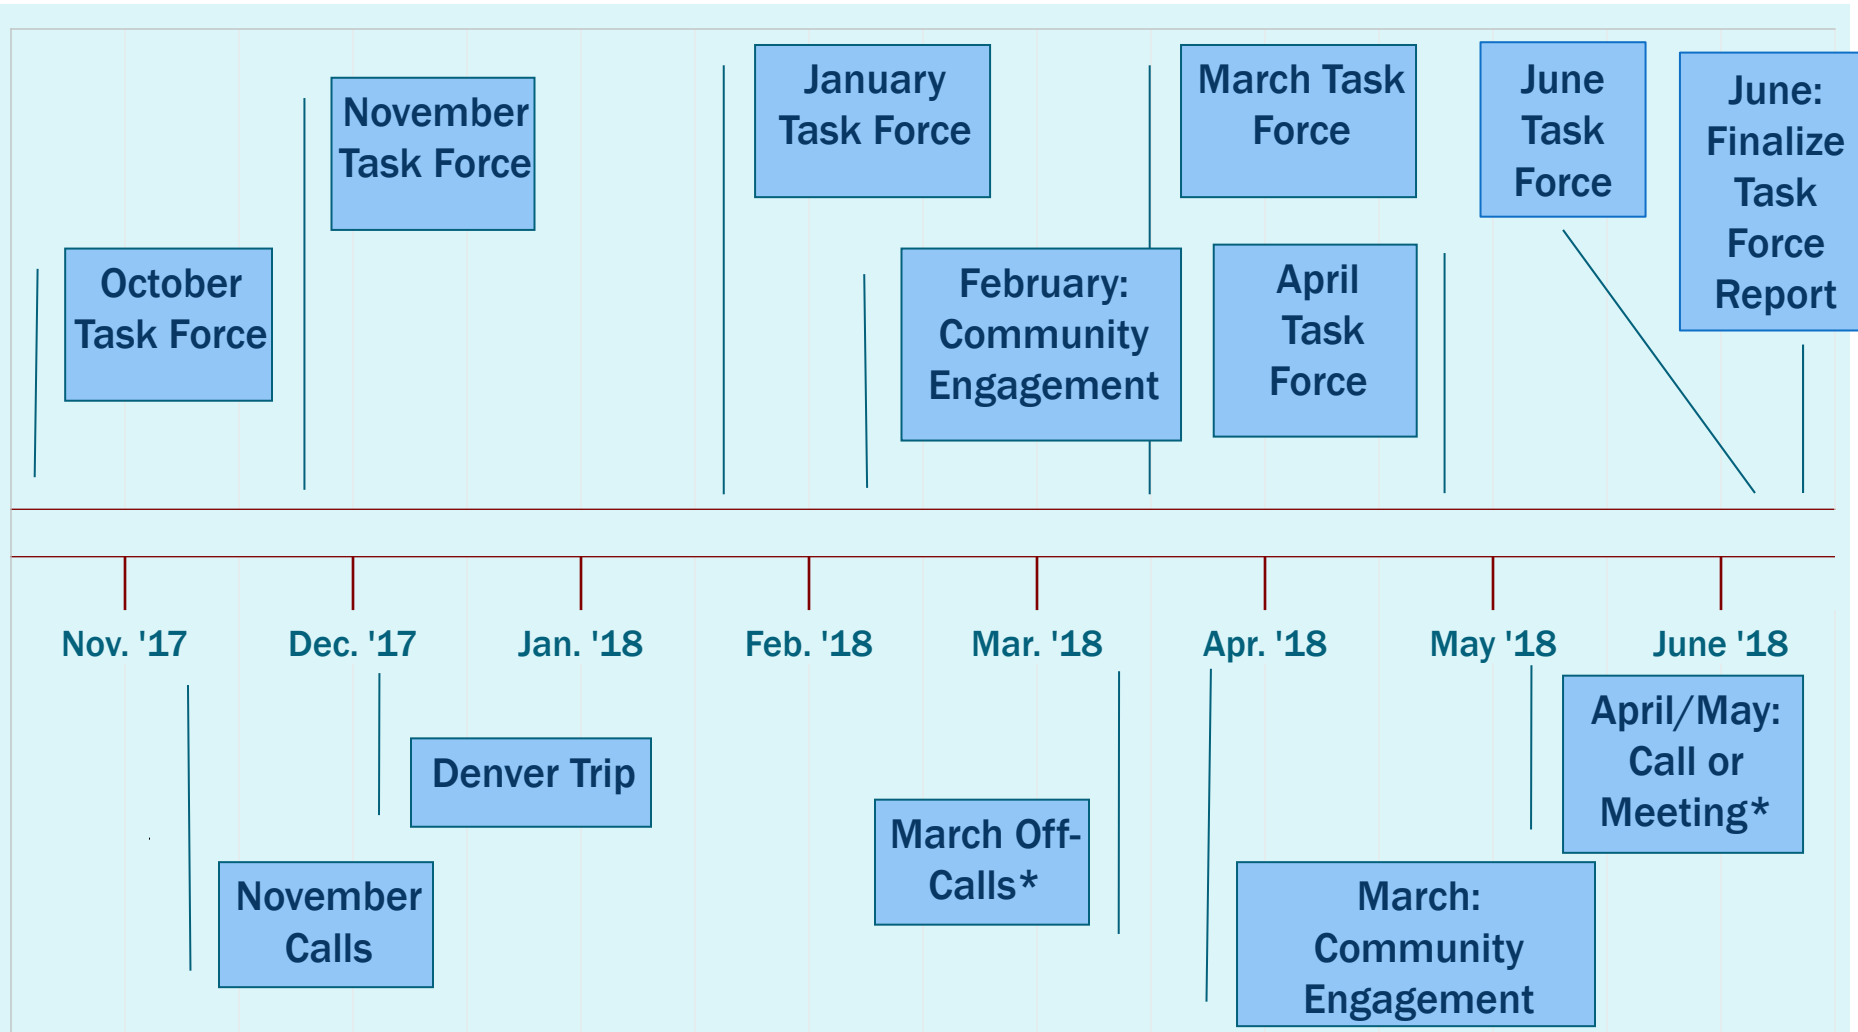 October
Task Force
November
Task Force
January
Task Force
February:
Community
Engagement
March Task
Force
April
Task
Force
June
Task
Force
June:
Finalize
Task
Force
Report
Nov. '17
Dec. '17
Jan. '18
Feb. '18
Mar. '18
Apr. '18
May '18
June '18
November
Calls
Denver Trip
March Off-
Calls*
March:
Community
Engagement
April/May:
Call or
Meeting*